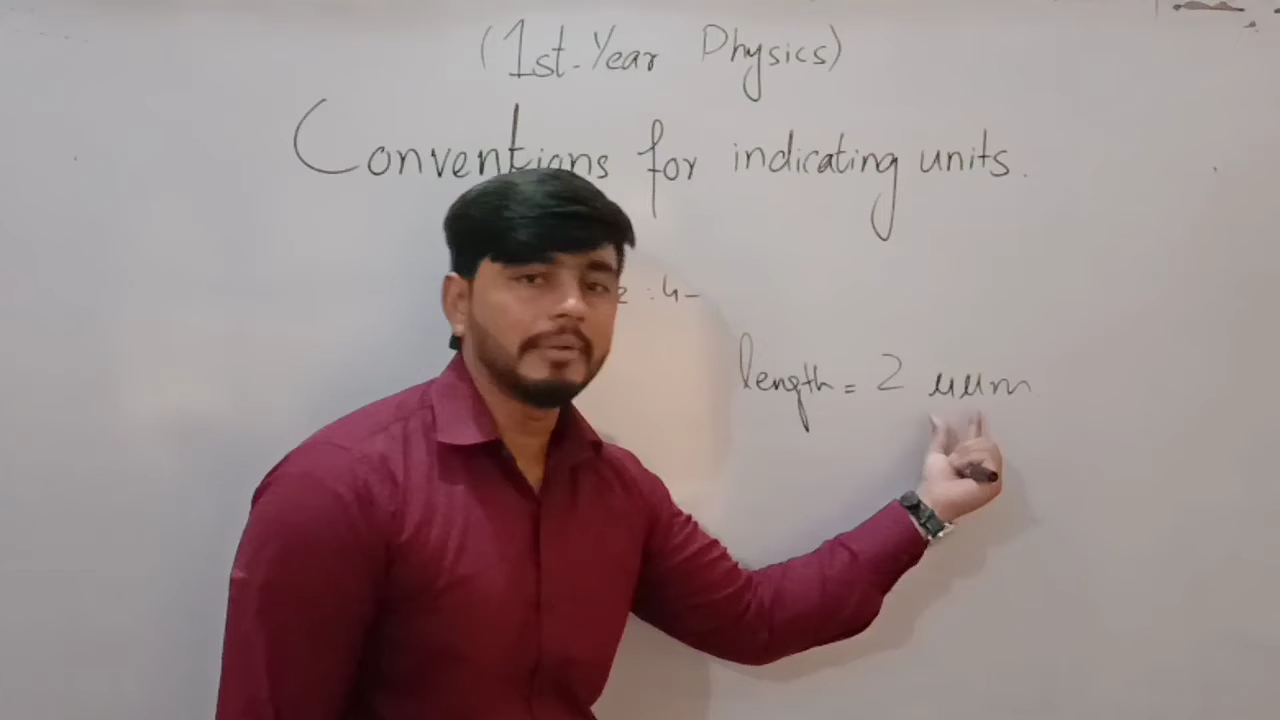 (1st-Year Physics)
Conventions for indicating units.
: 4-
length = 2 μμm